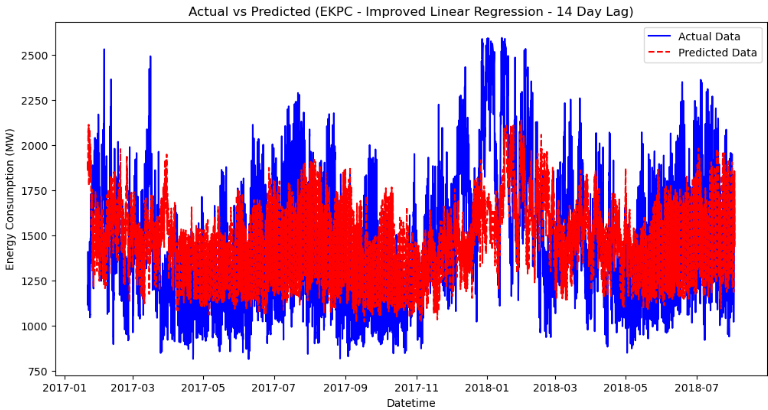 Actual vs Predicted (EKPC - Improved Linear Regression - 14 Day Lag)
Actual Data
Predicted Data
Energy Consumption (MW)
2500
2250
2000
1750
1500
1250
1000
750
2017-01 2017-03 2017-05 2017-07 2017-09 2017-11 2018-01 2018-03 2018-05 2018-07
Datetime